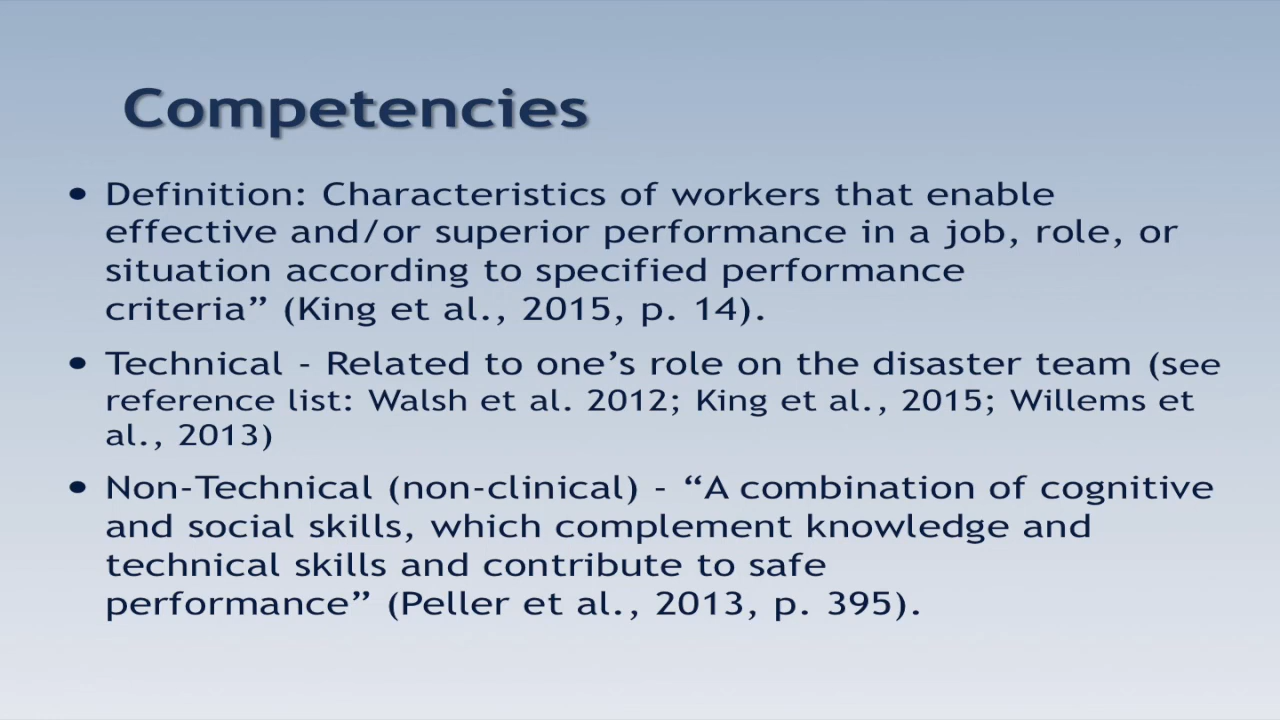 Competencies
• Definition: Characteristics of workers that enable
effective and/or superior performance in a job, role, or
situation according to specified performance
criteria” (King et al., 2015, p. 14).
• Technical - Related to one’s role on the disaster team (see
reference list: Walsh et al. 2012; King et al., 2015; Willems et
al., 2013)
• Non-Technical (non-clinical) - “A combination of cognitive
and social skills, which complement knowledge and
technical skills and contribute to safe
performance” (Peller et al., 2013, p. 395).